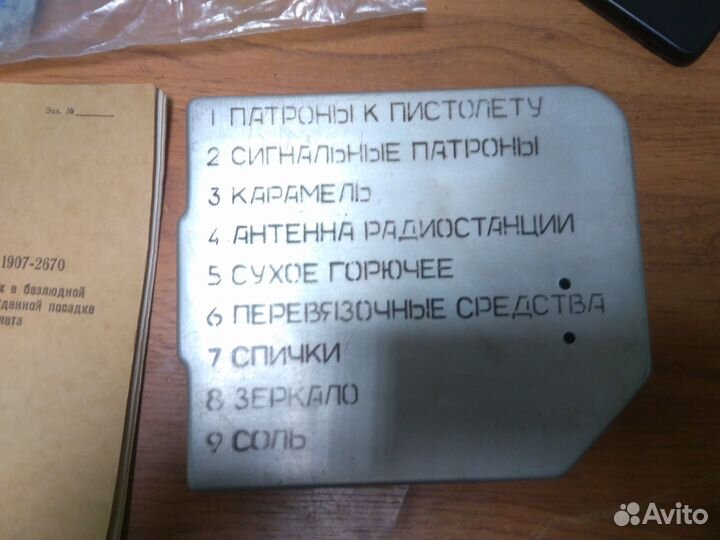 Экз. №
1907-2670
х в безлюдной
жденной посадке
лета
1 ПАТРОНЫ К ПИСТОЛЕТУ
2 СИГНАЛЬНЫЕ ПАТРОНЫ
3 КАРАМЕЛЬ
4 АНТЕННА РАДИОСТАНЦИИ
5 СУХОЕ ГОРЮЧЕЕ
6 ПЕРЕВЯЗОЧНЫЕ СРЕДСТВА
7 СПИЧКИ
8 ЗЕРКАЛО
9 СОЛЬ
Avito